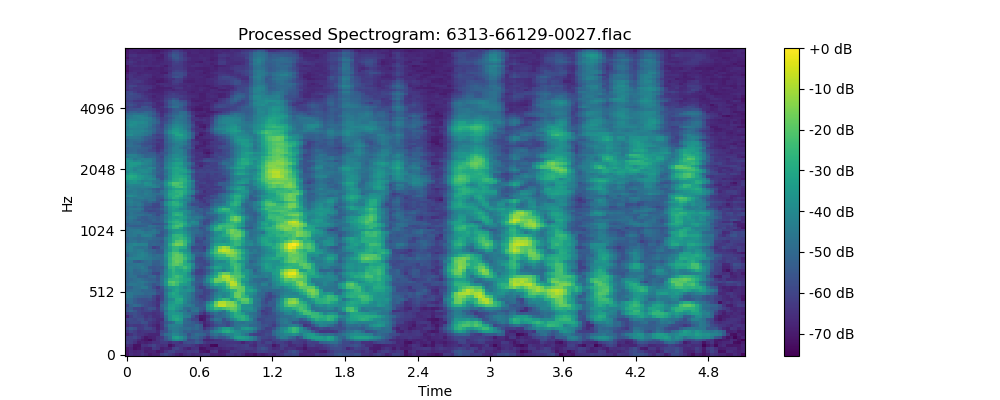 Processed Spectrogram: 6313-66129-0027.flac
+0 dB
-10 dB
-20 dB
-30 dB
-40 dB
-50 dB
-60 dB
-70 dB
4096
2048
1024
512
0
Hz
0 0.6 1.2 1.8 2.4 3 3.6 4.2 4.8
Time